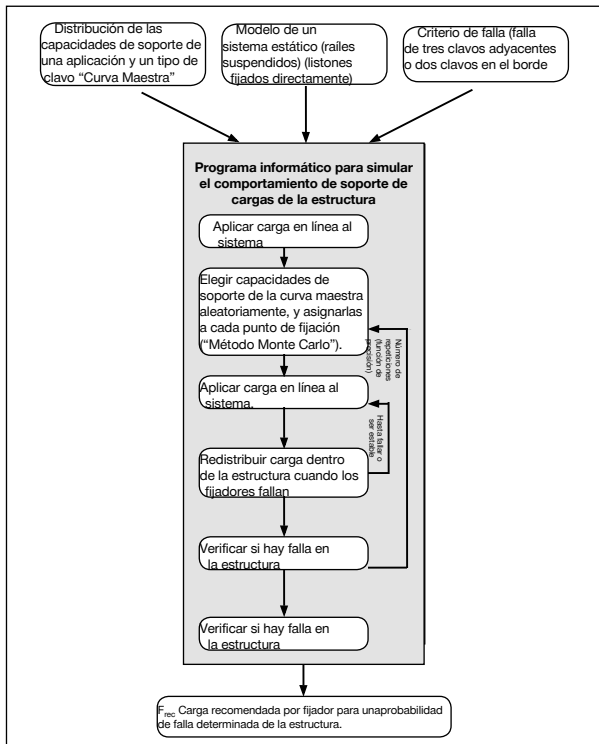 Distribución de las
capacidades de soporte de
una aplicación y un tipo de
clavo “Curva Maestra”
Modelo de un
sistema estático (raíles
suspendidos) (listones
fijados directamente)
Criterio de falla (falla
de tres clavos adyacentes
o dos clavos en el borde
Programa informático para simular
el comportamiento de soporte de
cargas de la estructura
Aplicar carga en línea al
sistema
Elegir capacidades de
soporte de la curva maestra
aleatoriamente, y asignarlas
a cada punto de fijación
(“Método Monte Carlo”).
Número de
repeticiones
(función de
precisión)
Aplicar carga en línea al
sistema.
Hasta fallar o
ser estable
Redistribuir carga dentro
de la estructura cuando los
fijadores fallan
Verificar si hay falla en
la estructura
Verificar si hay falla en
la estructura
Frec Carga recomendada por fijador para unaprobabilidad
de falla determinada de la estructura.